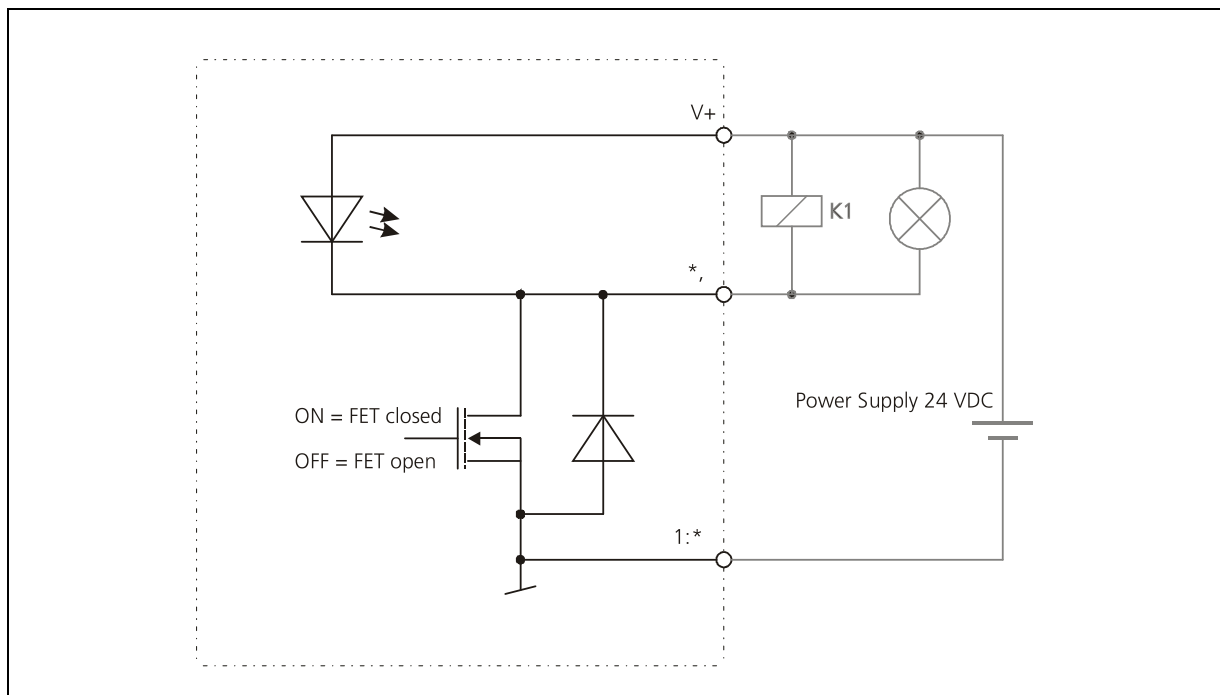 V+
K1
*,
Power Supply 24 VDC
ON = FET closed
OFF = FET open
1:*